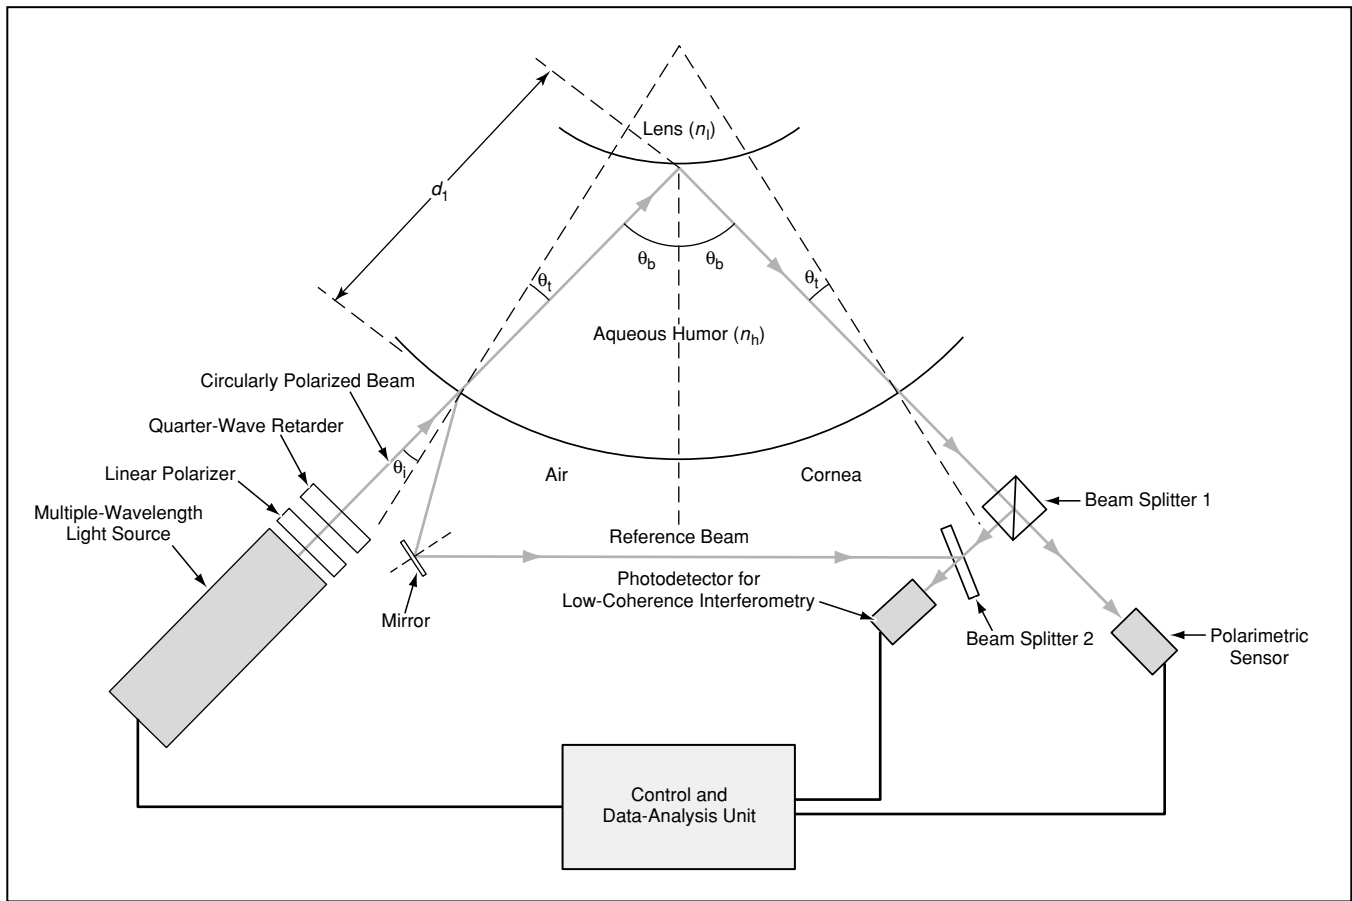 Lens (nl)
d1
θb
θb
θt
θt
Aqueous Humor (nh)
Circularly Polarized Beam
Quarter-Wave Retarder
θi
Linear Polarizer
Air
Cornea
Multiple-Wavelength
Light Source
Beam Splitter 1
Reference Beam
Photodetector for
Low-Coherence Interferometry
Mirror
Beam Splitter 2
Polarimetric
Sensor
Control and
Data-Analysis Unit